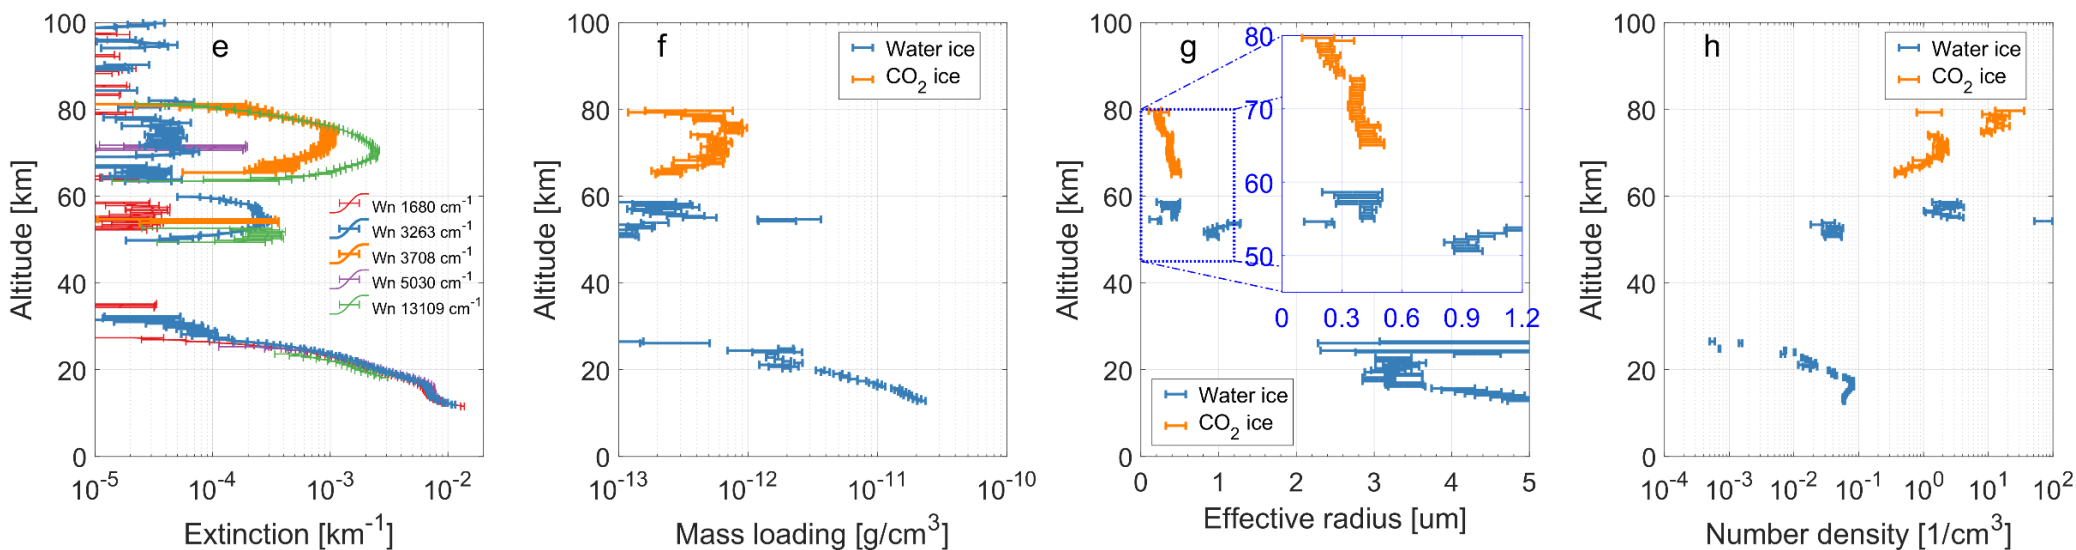 e
100
80
60
40
20
0
Altitude [km]
Wn 1680 cm⁻¹
Wn 3263 cm⁻¹
Wn 3708 cm⁻¹
Wn 5030 cm⁻¹
Wn 13109 cm⁻¹
10⁻⁵ 10⁻⁴ 10⁻³ 10⁻²
Extinction [km⁻¹]
f
Water ice
CO₂ ice
100
80
60
40
20
0
Altitude [km]
10⁻¹³ 10⁻¹² 10⁻¹¹ 10⁻¹⁰
Mass loading [g/cm³]
g
100
80
60
40
20
0
Altitude [km]
80
70
60
50
0 0.3 0.6 0.9 1.2
Water ice
CO₂ ice
0 1 2 3 4 5
Effective radius [um]
h
Water ice
CO₂ ice
100
80
60
40
20
0
Altitude [km]
10⁻⁴ 10⁻³ 10⁻² 10⁻¹ 10⁰ 10¹ 10²
Number density [1/cm³]